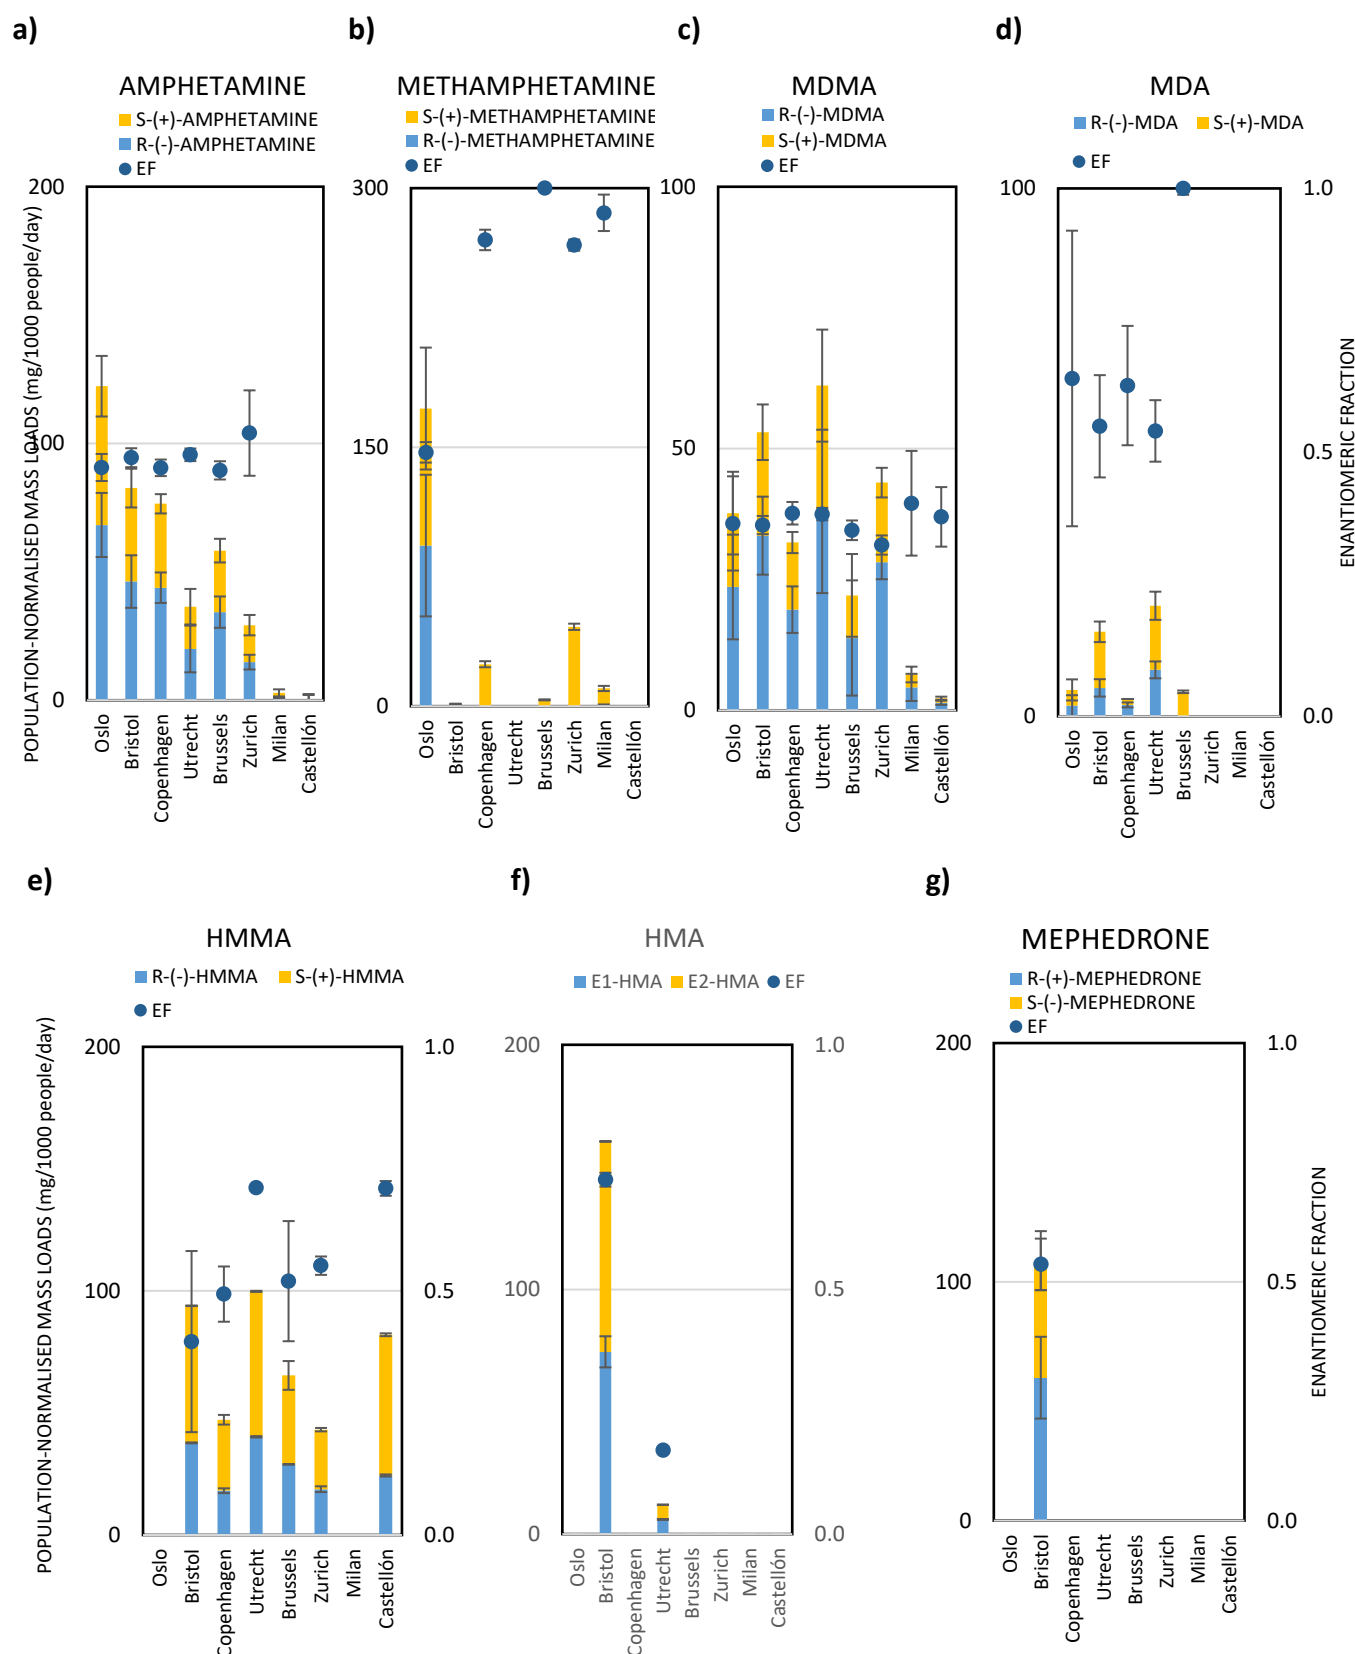 a)
b)
c)
d)
AMPHETAMINE
S-(+)-AMPHETAMINE
R-(-)-AMPHETAMINE
EF
METHAMPHETAMINE
S-(+)-METHAMPHETAMINE
R-(-)-METHAMPHETAMINE
EF
MDMA
R-(-)-MDMA
S-(+)-MDMA
EF
MDA
R-(-)-MDA S-(+)-MDA
EF
POPULATION-NORMALISED MASS LOADS (mg/1000 people/day)
200
100
0
Oslo
Bristol
Copenhagen
Utrecht
Brussels
Zurich
Milan
Castellón
300
150
0
Oslo
Bristol
Copenhagen
Utrecht
Brussels
Zurich
Milan
Castellón
100
50
0
Oslo
Bristol
Copenhagen
Utrecht
Brussels
Zurich
Milan
Castellón
100
0
1.0
0.5
0.0
Oslo
Bristol
Copenhagen
Utrecht
Brussels
Zurich
Milan
Castellón
ENANTIOMERIC FRACTION
e)
f)
g)
HMMA
R-(-)-HMMA S-(+)-HMMA
EF
HMA
E1-HMA E2-HMA EF
MEPHEDRONE
R-(+)-MEPHEDRONE
S-(-)-MEPHEDRONE
EF
POPULATION-NORMALISED MASS LOADS (mg/1000 people/day)
200
100
0
1.0
0.5
0.0
Oslo
Bristol
Copenhagen
Utrecht
Brussels
Zurich
Milan
Castellón
200
100
0
1.0
0.5
0.0
Oslo
Bristol
Copenhagen
Utrecht
Brussels
Zurich
Milan
Castellón
200
100
0
1.0
0.5
0.0
Oslo
Bristol
Copenhagen
Utrecht
Brussels
Zurich
Milan
Castellón
ENANTIOMERIC FRACTION